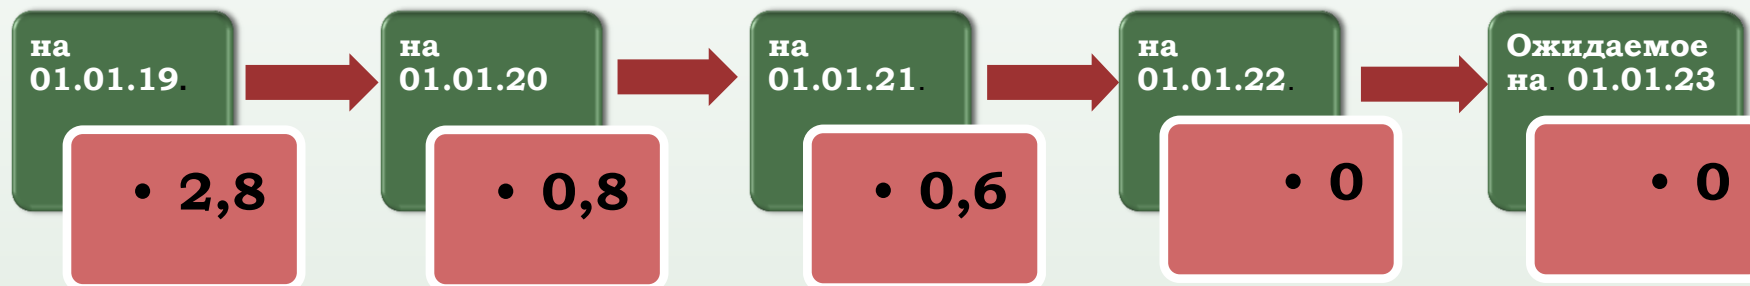 на
01.01.19.
• 2,8
на
01.01.20
• 0,8
на
01.01.21.
• 0,6
на
01.01.22.
• 0
Ожидаемое
на. 01.01.23
• 0